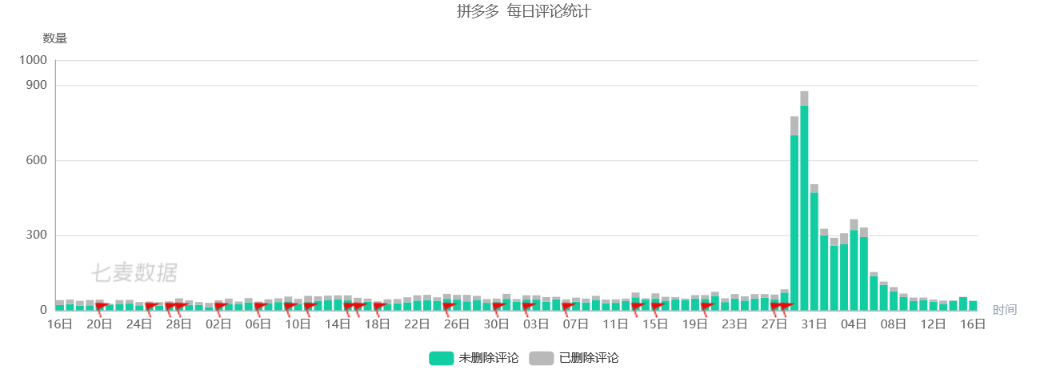 拼多多 每日评论统计
数量
1000
900
600
300
0
七麦数据
16日 20日 24日 28日 02日 06日 10日 14日 18日 22日 26日 30日 03日 07日 11日 15日 19日 23日 27日 31日 04日 08日 12日 16日 时间
未删除评论 已删除评论